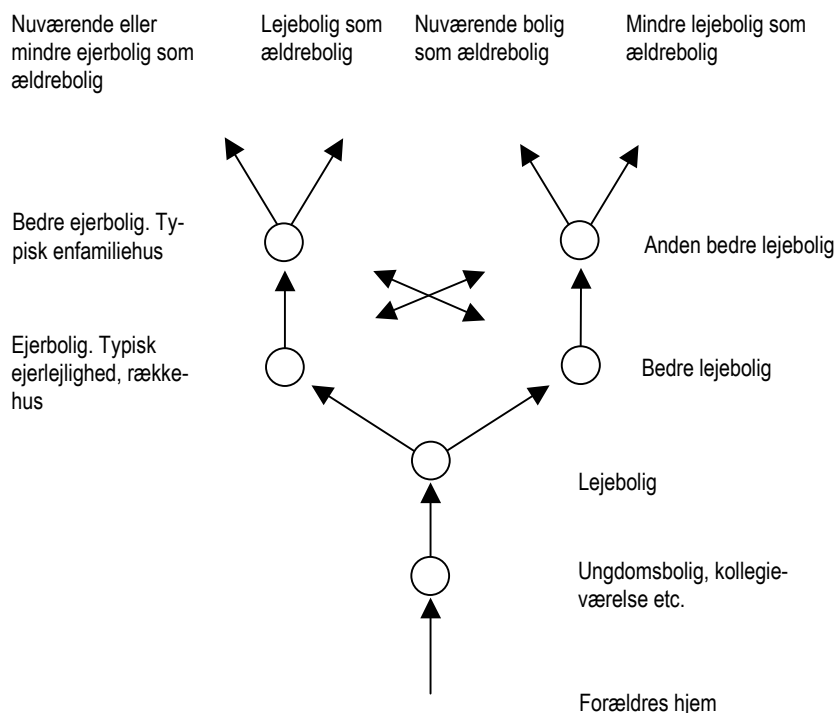 Nuværende eller
mindre ejerbolig som
ældrebolig
Lejebolig som
ældrebolig
Nuværende bolig
som ældrebolig
Mindre lejebolig som
ældrebolig
Bedre ejerbolig. Ty-
pisk enfamiliehus
Anden bedre lejebolig
Ejerbolig. Typisk
ejerlejlighed, række-
hus
Bedre lejebolig
Lejebolig
Ungdomsbolig, kollegie-
værelse etc.
Forældres hjem